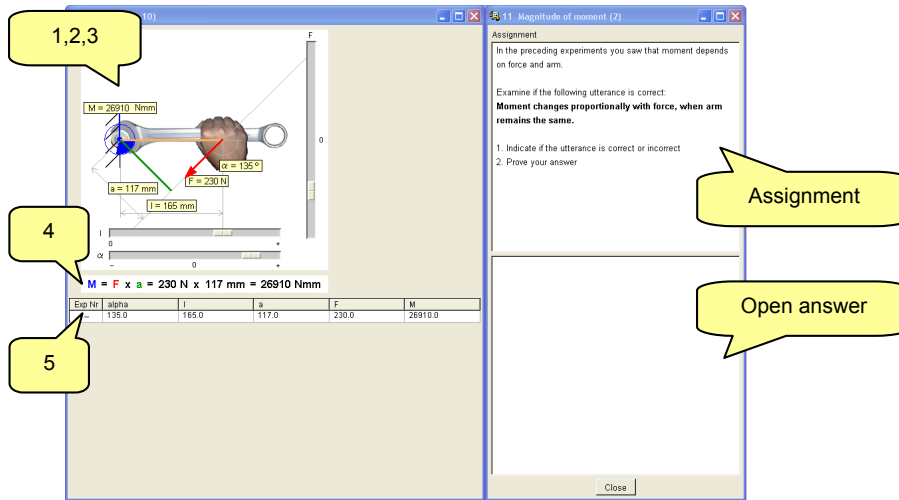 10)
1,2,3
F
M = 26910 Nmm
0
α = 135 °
F = 230 N
a = 117 mm
l = 165 mm
l
0
+
α
-
0
+
4
M = F x a = 230 N x 117 mm = 26910 Nmm
Exp Nr alpha l a F M
-- 135.0 165.0 117.0 230.0 26910.0
5
11 Magnitude of moment (2)
Assignment
In the preceding experiments you saw that moment depends
on force and arm.
Examine if the following utterance is correct:
Moment changes proportionally with force, when arm
remains the same.
1. Indicate if the utterance is correct or incorrect
2. Prove your answer
Assignment
Open answer
Close